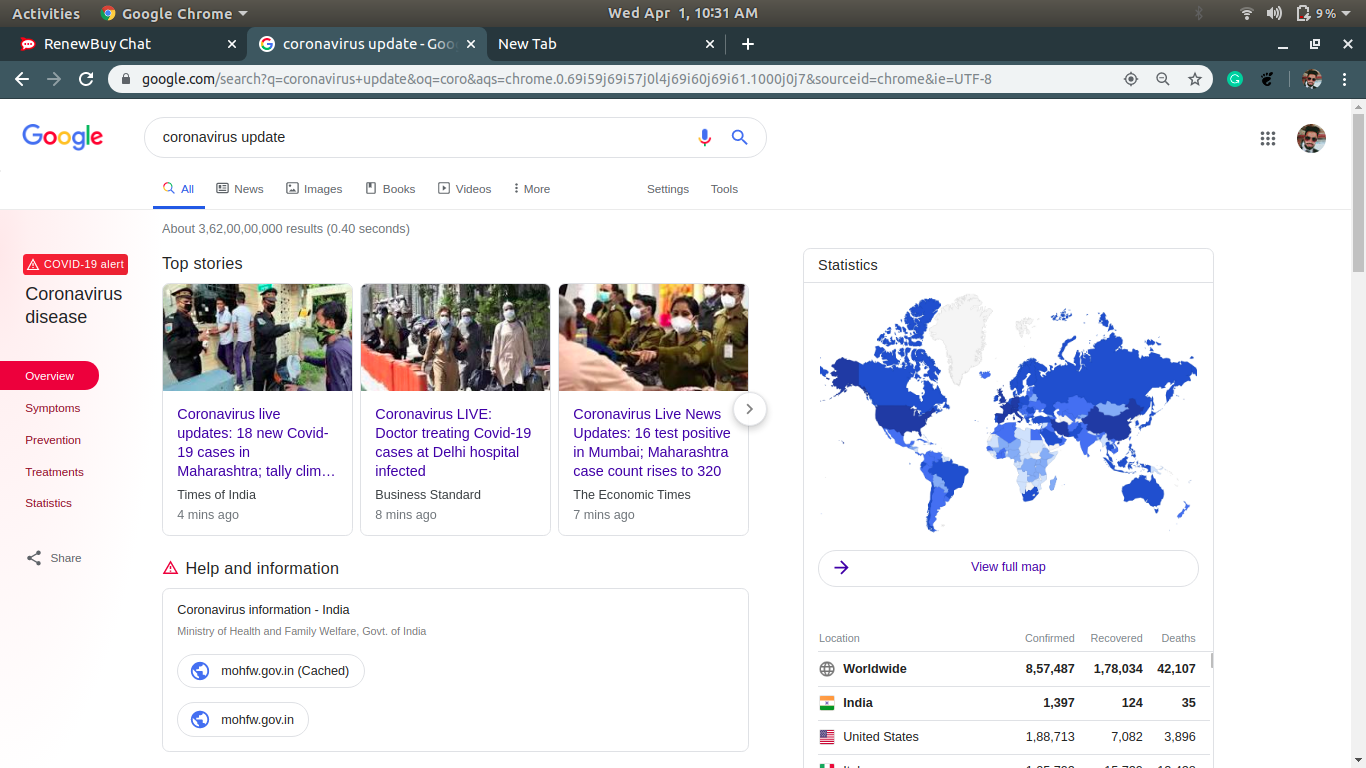 Activities
Google Chrome
Wed Apr 1, 10:31 AM
9%
RenewBuy Chat
coronavirus update - Goo
New Tab
google.com/search?q=coronavirus+update&oq=coro&aqs=chrome.0.69i59j69i57j0l4j69i60j69i61.1000j0j7&sourceid=chrome&ie=UTF-8
Google
coronavirus update
All
News
Images
Books
Videos
More
Settings
Tools
About 3,62,00,00,000 results (0.40 seconds)
COVID-19 alert
Coronavirus
disease
Overview
Symptoms
Prevention
Treatments
Statistics
Share
Top stories
Coronavirus live
updates: 18 new Covid-
19 cases in
Maharashtra; tally clim…
Times of India
4 mins ago
Coronavirus LIVE:
Doctor treating Covid-19
cases at Delhi hospital
infected
Business Standard
8 mins ago
Coronavirus Live News
Updates: 16 test positive
in Mumbai; Maharashtra
case count rises to 320
The Economic Times
7 mins ago
Help and information
Coronavirus information - India
Ministry of Health and Family Welfare, Govt. of India
mohfw.gov.in (Cached)
mohfw.gov.in
Statistics
View full map
Location Confirmed Recovered Deaths
Worldwide 8,57,487 1,78,034 42,107
India 1,397 124 35
United States 1,88,713 7,082 3,896